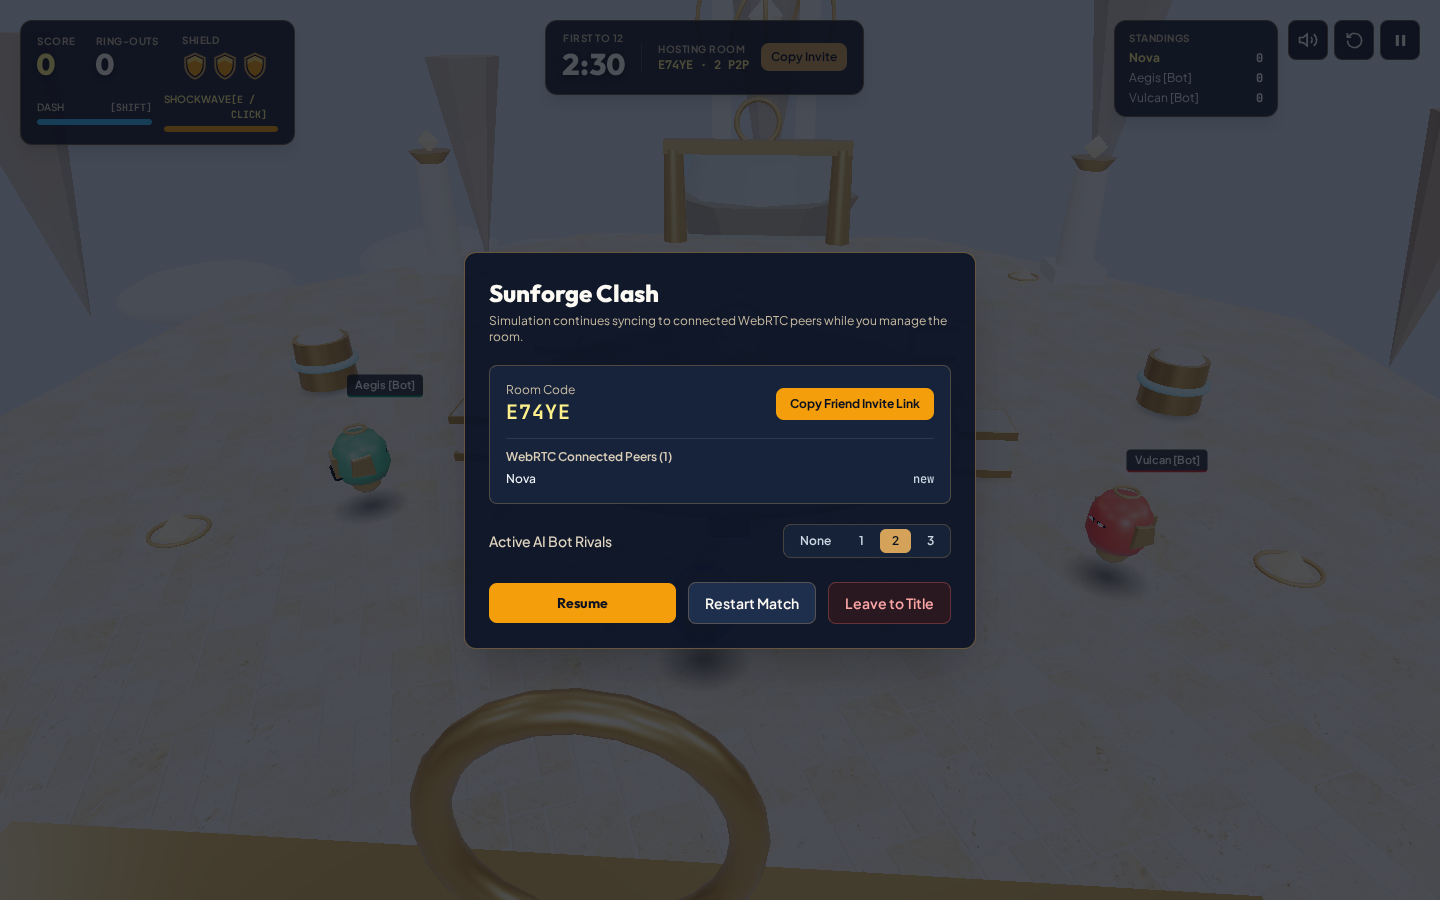 SCORE
0
RING-OUTS
0
SHIELD
DASH
[SHIFT]
SHOCKWAVE[E /
CLICK]
FIRST TO 12
2:30
HOSTING ROOM
E74YE · 2 P2P
Copy Invite
STANDINGS
Nova 0
Aegis [Bot] 0
Vulcan [Bot] 0
Aegis [Bot]
Vulcan [Bot]
Sunforge Clash
Simulation continues syncing to connected WebRTC peers while you manage the
room.
Room Code
E74YE
Copy Friend Invite Link
WebRTC Connected Peers (1)
Nova new
Active AI Bot Rivals
None 1 2 3
Resume
Restart Match
Leave to Title